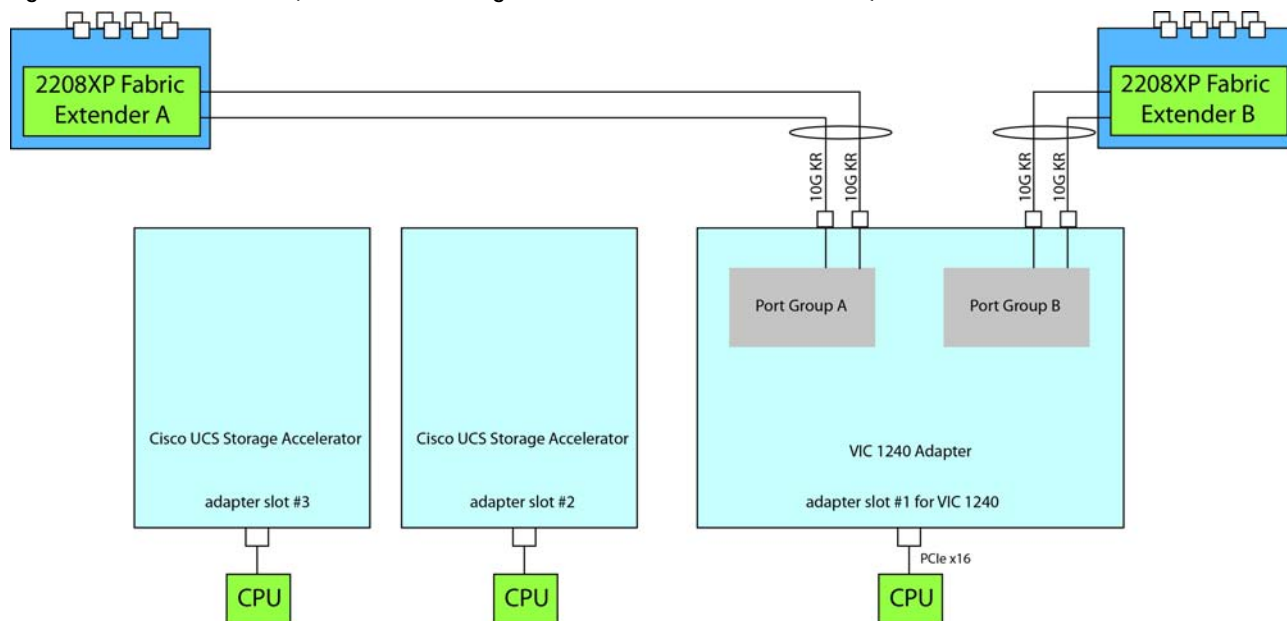 2208XP Fabric
Extender A
2208XP Fabric
Extender B
10G KR
10G KR
10G KR
10G KR
Port Group A
Port Group B
Cisco UCS Storage Accelerator
Cisco UCS Storage Accelerator
VIC 1240 Adapter
adapter slot #3
adapter slot #2
adapter slot #1 for VIC 1240
PCIe x16
CPU
CPU
CPU